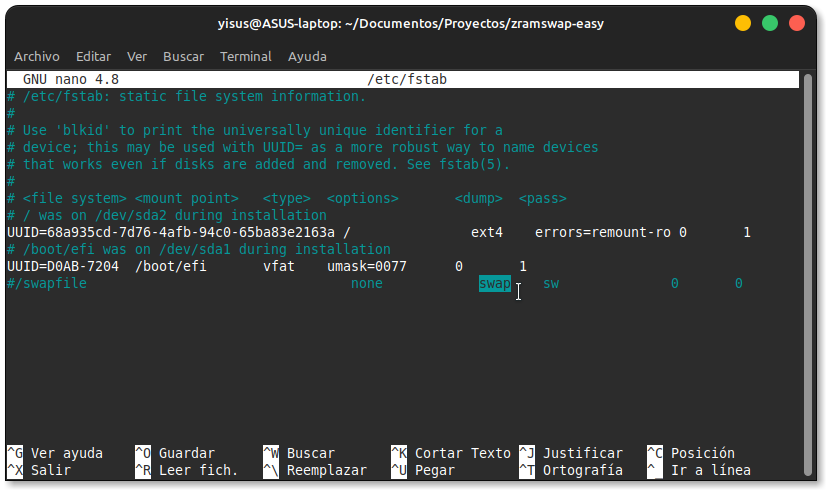 yisus@ASUS-laptop: ~/Documentos/Proyectos/zramswap-easy
Archivo Editar Ver Buscar Terminal Ayuda
GNU nano 4.8 /etc/fstab
# /etc/fstab: static file system information.
#
# Use 'blkid' to print the universally unique identifier for a
# device; this may be used with UUID= as a more robust way to name devices
# that works even if disks are added and removed. See fstab(5).
#
# <file system> <mount point>   <type>  <options>       <dump>  <pass>
# / was on /dev/sda2 during installation
UUID=68a935cd-7d76-4afb-94c0-65ba83e2163a /               ext4    errors=remount-ro 0       1
# /boot/efi was on /dev/sda1 during installation
UUID=D0AB-7204  /boot/efi       vfat    umask=0077      0       1
#/swapfile                                 none            swap    sw              0       0
^G Ver ayuda ^O Guardar ^W Buscar ^K Cortar Texto ^J Justificar ^C Posición
^X Salir ^R Leer fich. ^\ Reemplazar ^U Pegar ^T Ortografía ^_ Ir a línea